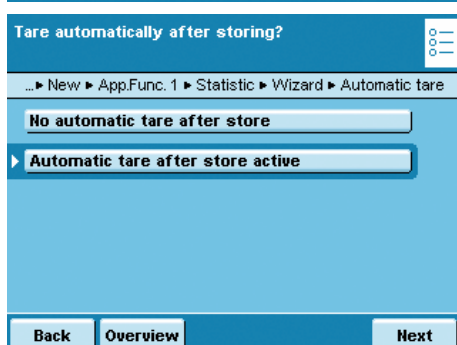 Tare automatically after storing?
...▸ New ▸ App.Func. 1 ▸ Statistic ▸ Wizard ▸ Automatic tare
No automatic tare after store
Automatic tare after store active
Back Overview Next